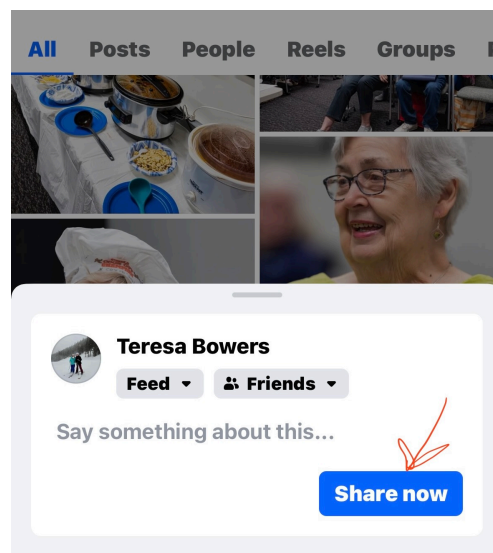 All Posts People Reels Groups
Teresa Bowers
Feed Friends
Say something about this...
Share now